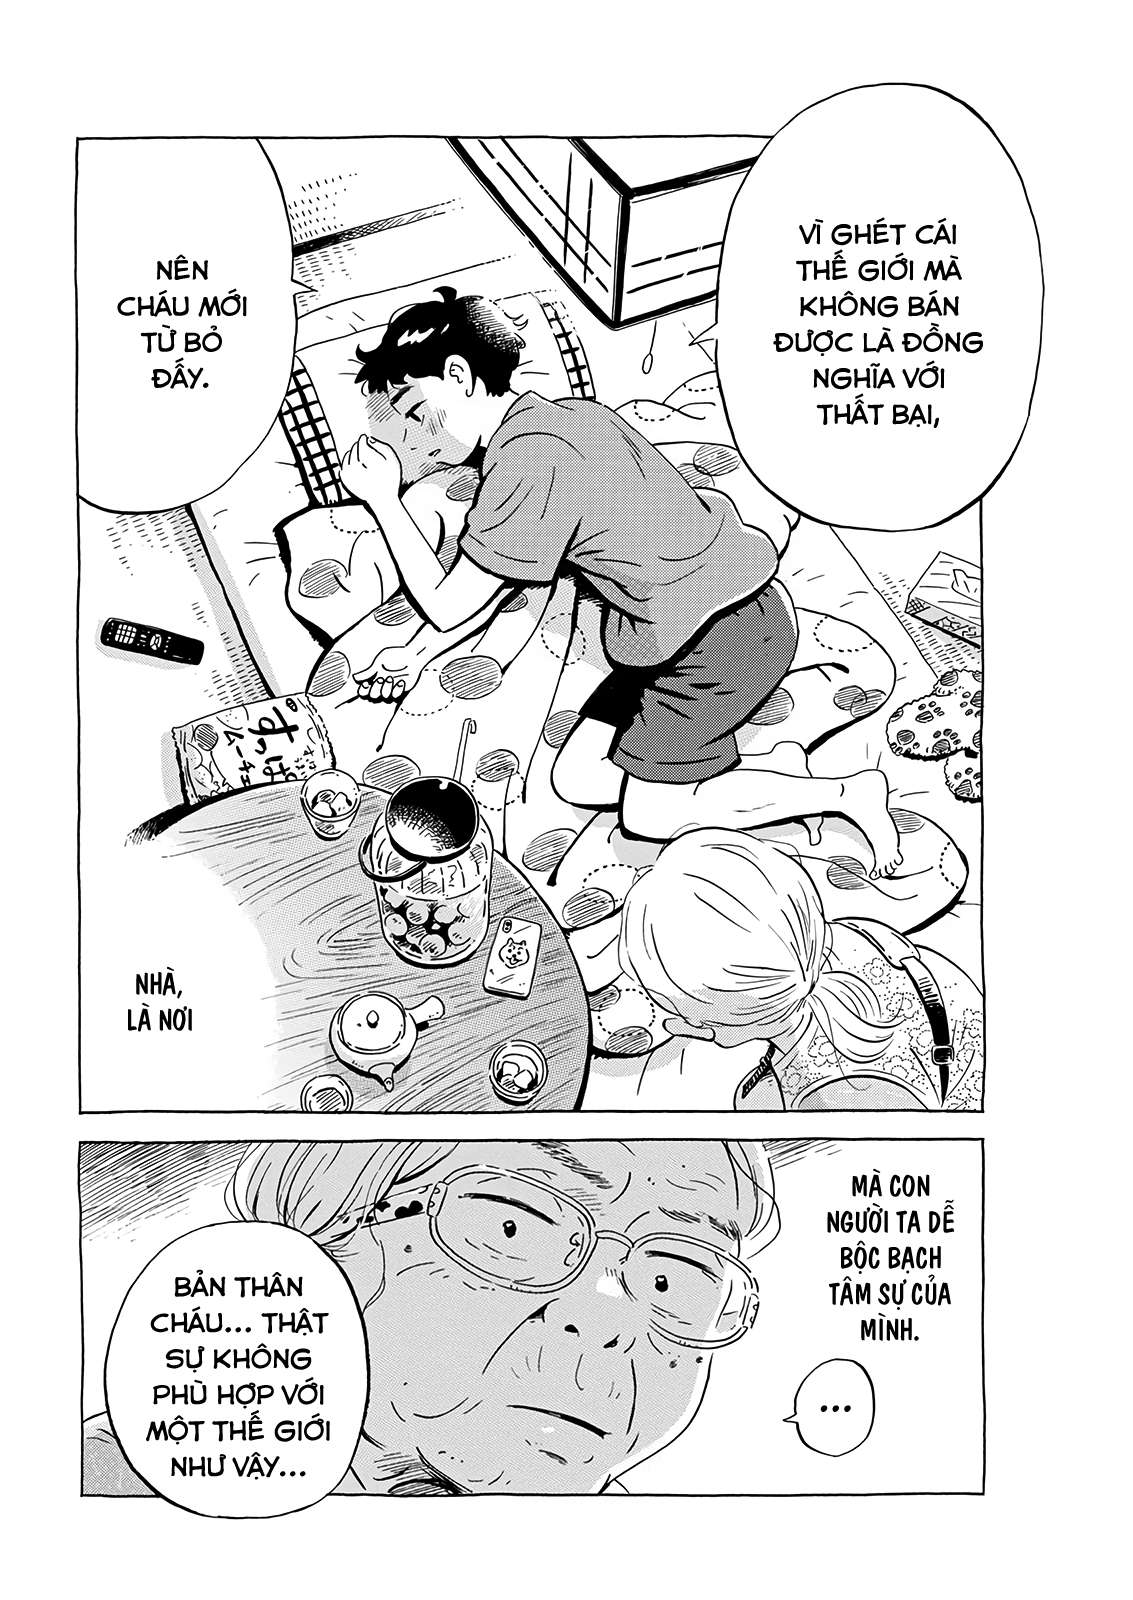 VÌ GHÉT CÁI
THẾ GIỚI MÀ
KHÔNG BÁN
ĐƯỢC LÀ ĐỒNG
NGHĨA VỚI
THẤT BẠI,
NÊN
CHÁU MỚI
TỪ BỎ
ĐẤY.
NHÀ,
LÀ NƠI
MÀ CON
NGƯỜI TA DỄ
BỘC BẠCH
TÂM SỰ CỦA
MÌNH.
...
BẢN THÂN
CHÁU... THẬT
SỰ KHÔNG
PHÙ HỢP VỚI
MỘT THẾ GIỚI
NHƯ VẬY...